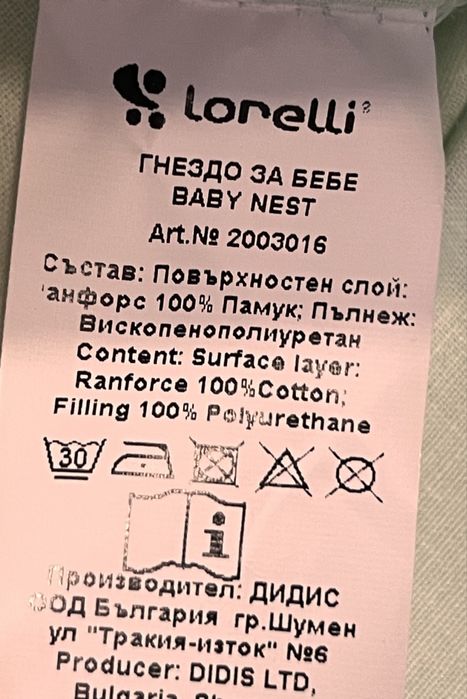 Lorelli
ГНЕЗДО ЗА БЕБЕ
BABY NEST
Art.№ 2003016
Състав: Повърхностен слой:
анфорс 100% Памук; Пълнеж:
Вископенополиуретан
Content: Surface layer:
Ranforce 100%Cotton;
Filling 100% Polyurethane
30
i
Производител: ДИДИС
ООД България гр.Шумен
ул "Тракия-изток" №6
Producer: DIDIS LTD.